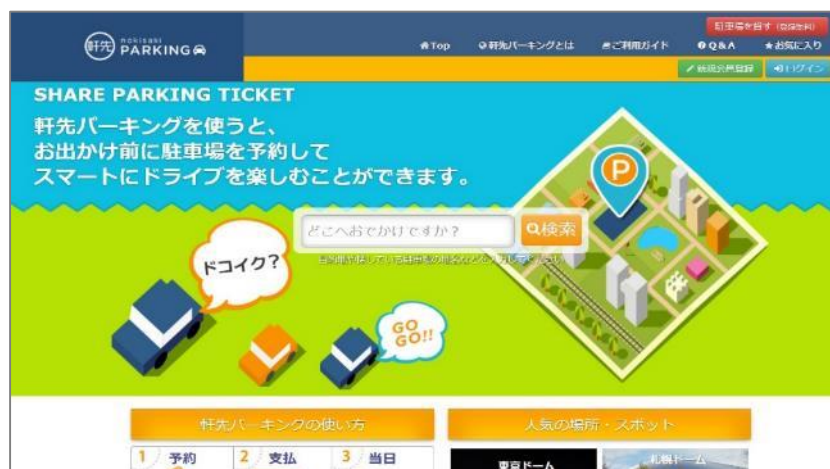 駐車場を貸す (登録無料)
軒先 nokisaki PARKING
Top 軒先パーキングとは ご利用ガイド Q&A お気に入り
新規会員登録 ログイン
SHARE PARKING TICKET
軒先パーキングを使うと、
お出かけ前に駐車場を予約して
スマートにドライブを楽しむことができます。
P
どこへおでかけですか? 検索
ドコイク?
GO
GO!!
軒先パーキングの使い方 人気の場所・スポット
1 予約 2 支払 3 当日 東京ドーム 札幌ドーム